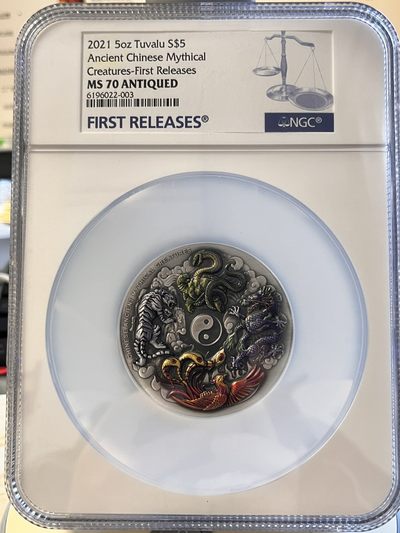 2021 5oz Tuvalu S$5
Ancient Chinese Mythical
Creatures-First Releases
MS 70 ANTIQUED
6196022-003
FIRST RELEASES®
NGC®